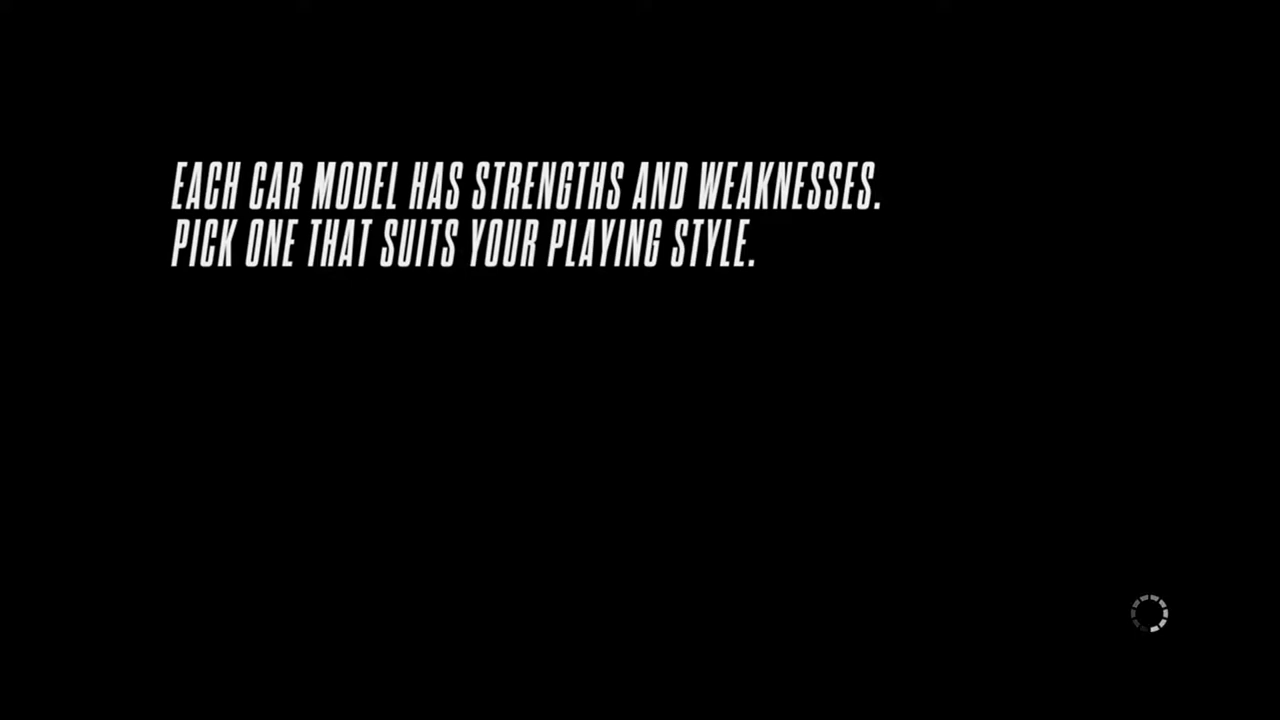 EACH CAR MODEL HAS STRENGTHS AND WEAKNESSES.
PICK ONE THAT SUITS YOUR PLAYING STYLE.